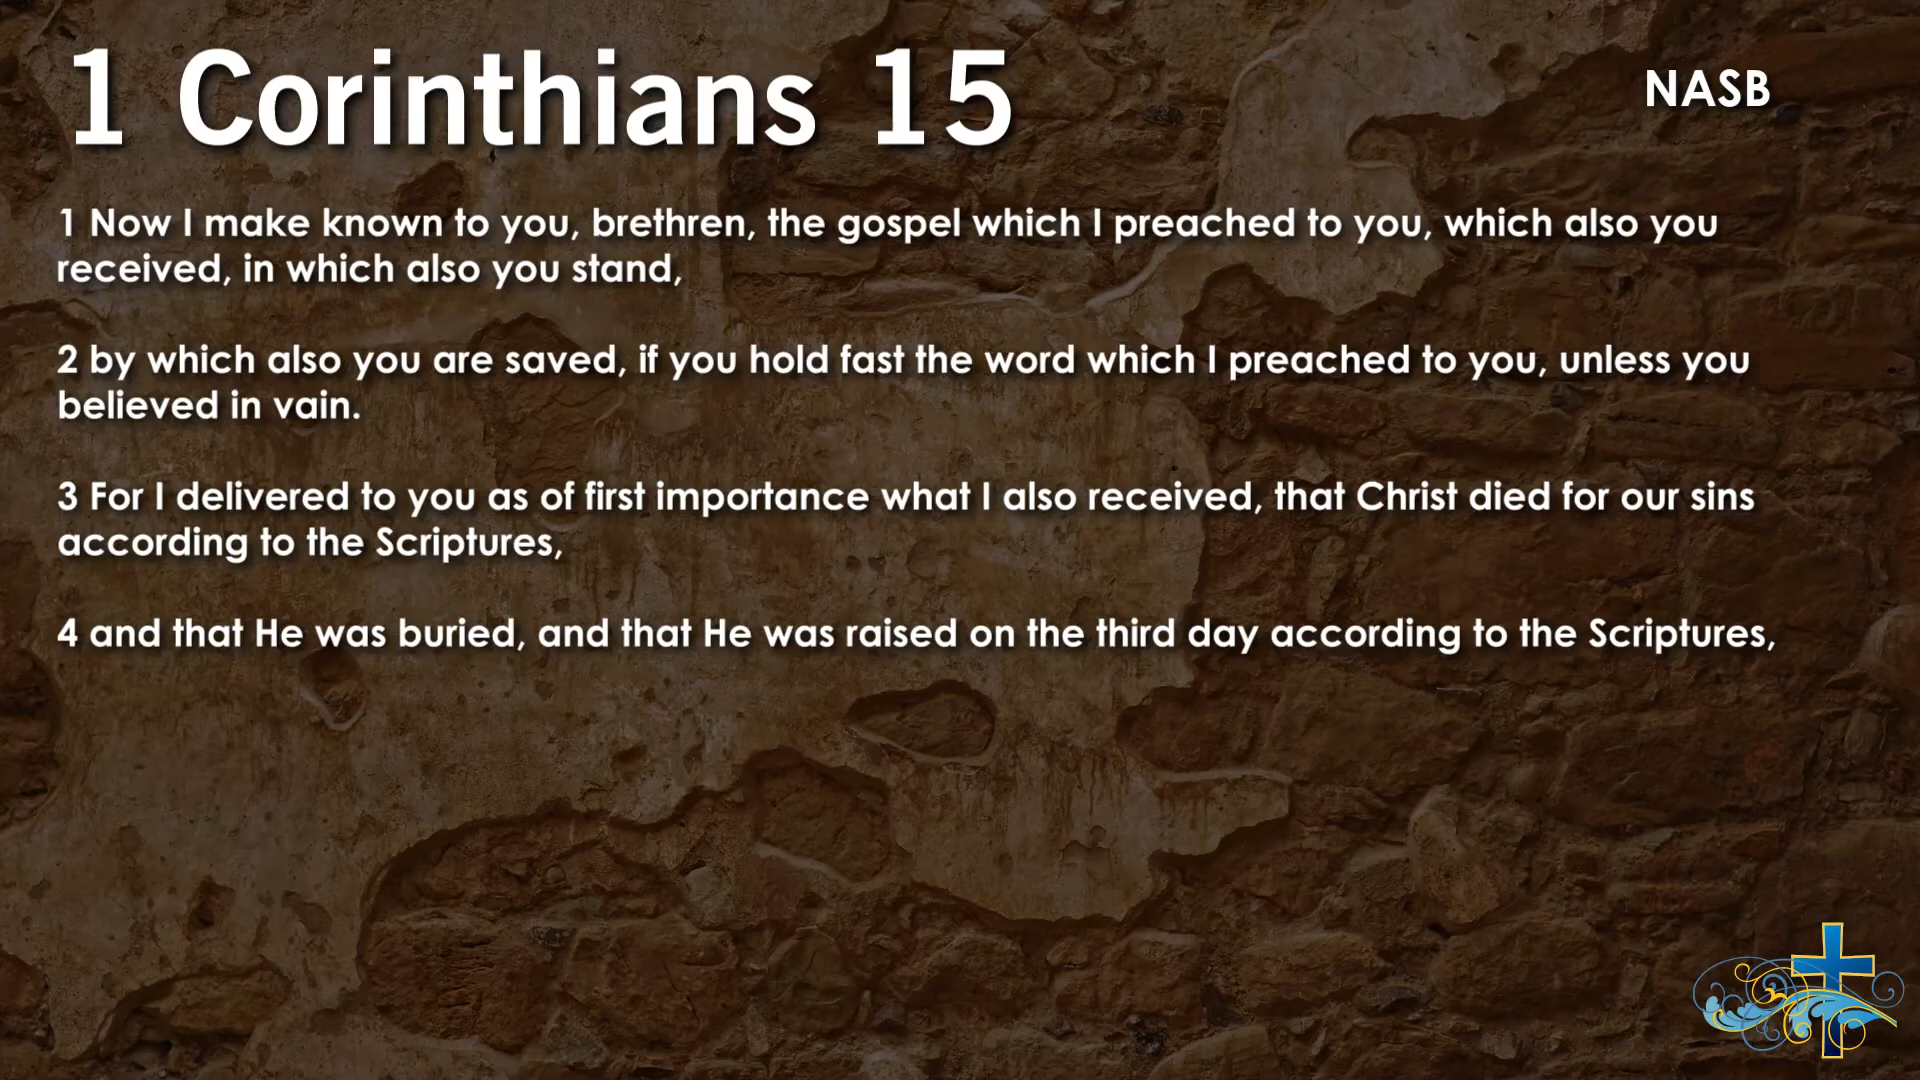 1 Corinthians 15
NASB
1 Now I make known to you, brethren, the gospel which I preached to you, which also you
received, in which also you stand,
2 by which also you are saved, if you hold fast the word which I preached to you, unless you
believed in vain.
3 For I delivered to you as of first importance what I also received, that Christ died for our sins
according to the Scriptures,
4 and that He was buried, and that He was raised on the third day according to the Scriptures,